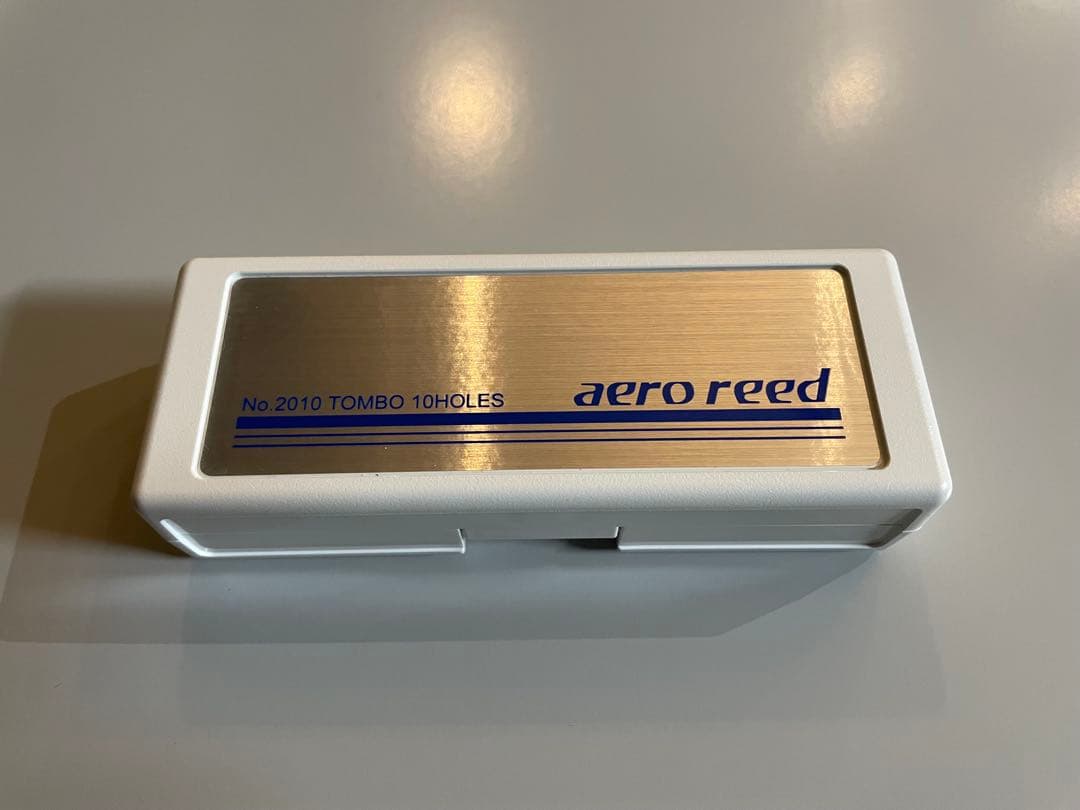 No.2010 TOMBO 10HOLES
aero reed